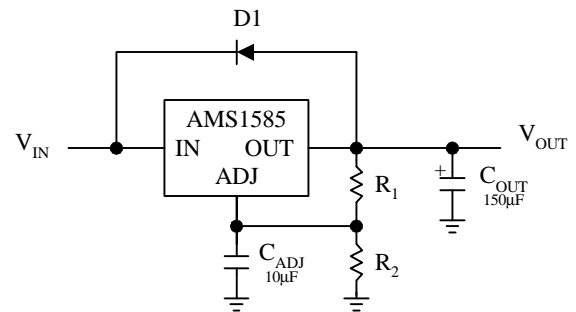 D1
AMS1585
V_IN
IN OUT
V_OUT
ADJ
R_1
+
C_OUT
150μF
C_ADJ
10μF
R_2